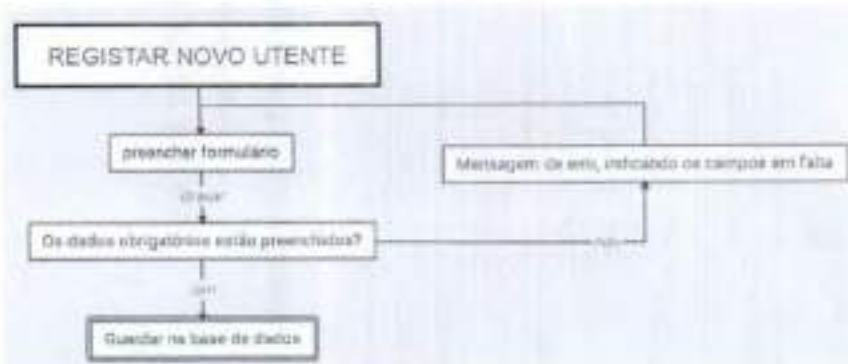 REGISTAR NOVO UTENTE
preencher formulário
Mensagem de erro, indicando os campos em falta
gravar
Os dados obrigatórios estão preenchidos?
não
sim
Guardar na base de dados